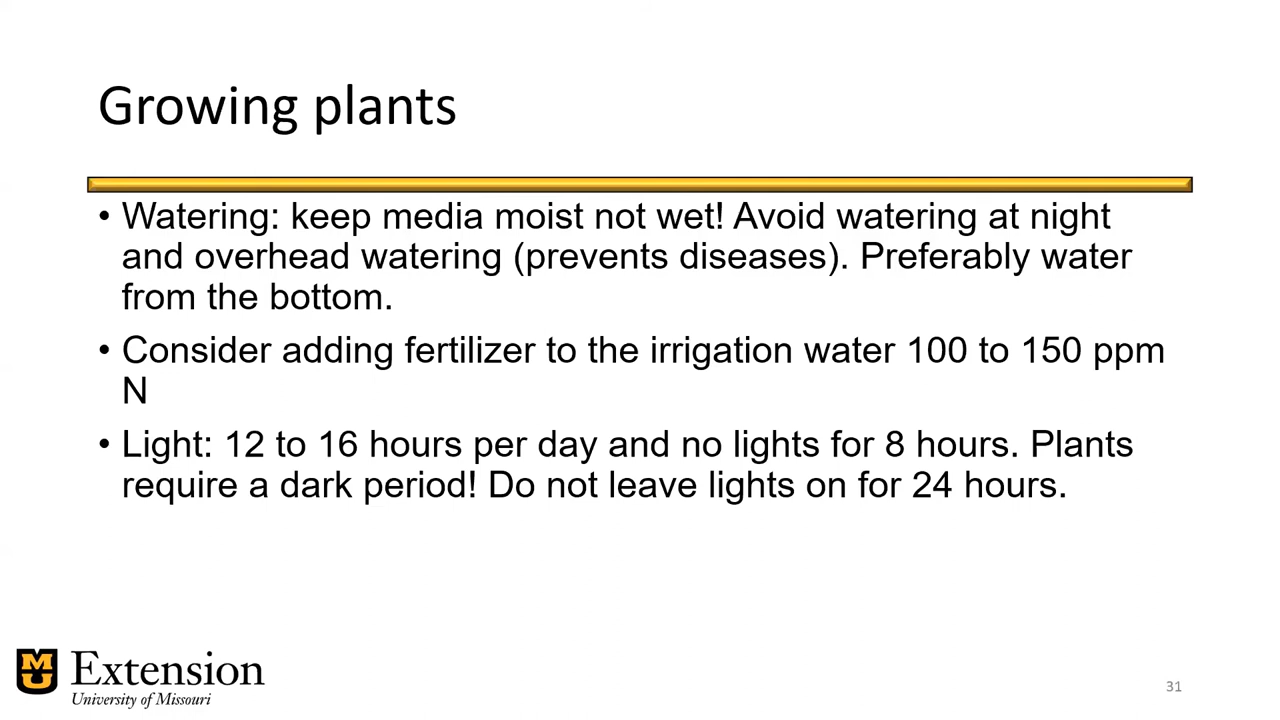 Growing plants
• Watering: keep media moist not wet! Avoid watering at night
and overhead watering (prevents diseases). Preferably water
from the bottom.
• Consider adding fertilizer to the irrigation water 100 to 150 ppm
N
• Light: 12 to 16 hours per day and no lights for 8 hours. Plants
require a dark period! Do not leave lights on for 24 hours.
MU
Extension
University of Missouri
31